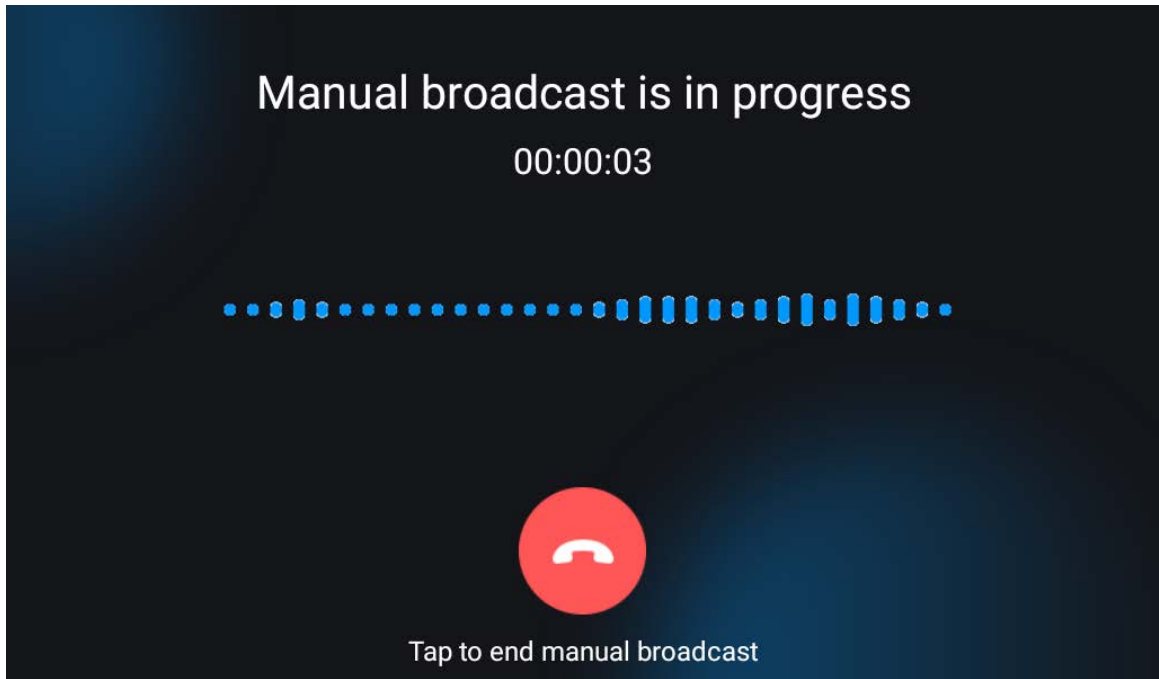 Manual broadcast is in progress
00:00:03
Tap to end manual broadcast